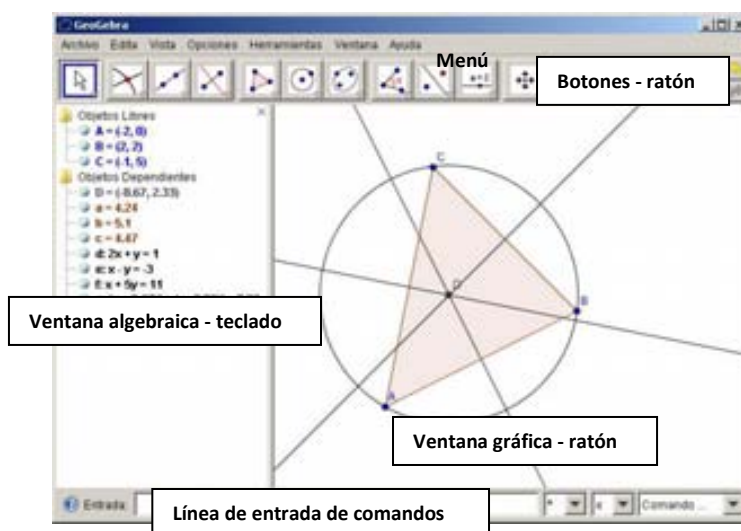 GeoGebra
Archivo Edita Vista Opciones Herramientas Ventana Ayuda
Menú
Botones - ratón
Objetos Libres
A = (-2, 0)
B = (2, 2)
C = (-1, 5)
Objetos Dependientes
D = (-0.67, 2.33)
a = 4.24
b = 5.1
c = 4.47
d: 2x + y = 1
e: x - y = -3
f: x + 5y = 11
Ventana algebraica - teclado
C
D
B
A
Ventana gráfica - ratón
Entrada:
Línea de entrada de comandos
Comando ...